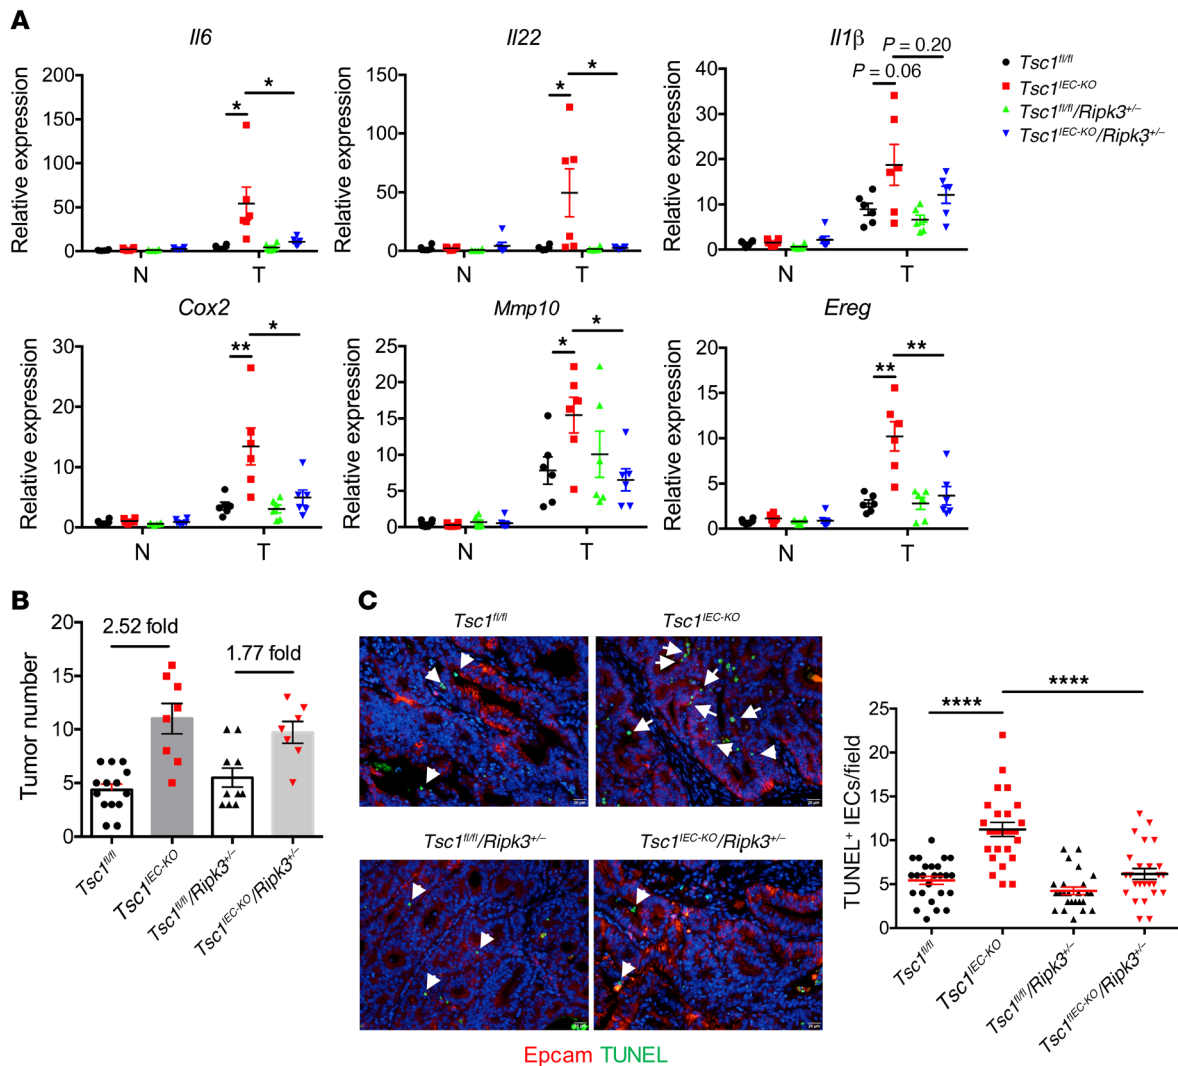 A
Il6
Il22
Il1β
Relative expression
200
150
100
50
0
N
T
*
*
Relative expression
150
100
50
0
N
T
*
*
Relative expression
40
30
20
10
0
N
T
P = 0.06
P = 0.20
Tsc1fl/fl
Tsc1IEC-KO
Tsc1fl/fl/Ripk3+/–
Tsc1IEC-KO/Ripk3+/–
Cox2
Mmp10
Ereg
Relative expression
30
20
10
0
N
T
**
*
Relative expression
25
20
15
10
5
0
N
T
*
*
Relative expression
20
15
10
5
0
N
T
**
**
B
Tumor number
20
15
10
5
0
2.52 fold
1.77 fold
Tsc1fl/fl
Tsc1IEC-KO
Tsc1fl/fl/Ripk3+/–
Tsc1IEC-KO/Ripk3+/–
C
Tsc1fl/fl
Tsc1IEC-KO
Tsc1fl/fl/Ripk3+/–
Tsc1IEC-KO/Ripk3+/–
Epcam TUNEL
TUNEL+ IECs/field
25
20
15
10
5
0
****
****
Tsc1fl/fl
Tsc1IEC-KO
Tsc1fl/fl/Ripk3+/–
Tsc1fIEC-KO/Ripk3+/–